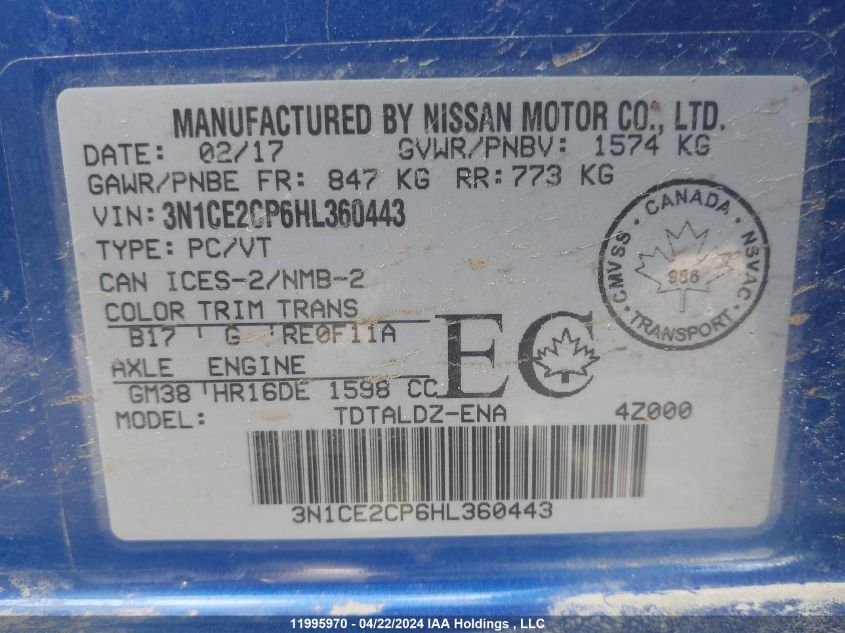 MANUFACTURED BY NISSAN MOTOR CO., LTD.
DATE: 02/17 GVWR/PNBV: 1574 KG
GAWR/PNBE FR: 847 KG RR: 773 KG
VIN: 3N1CE2CP6HL360443
TYPE: PC/VT
CAN ICES-2/NMB-2
COLOR TRIM TRANS
B17 G RE0F11A
AXLE ENGINE
GM38 HR16DE 1598 CC
MODEL: TDTALDZ-ENA 4Z000
EC
CANADA
CMVSS NSVAC
986
TRANSPORT
3N1CE2CP6HL360443
11995970 - 04/22/2024 IAA Holdings, LLC